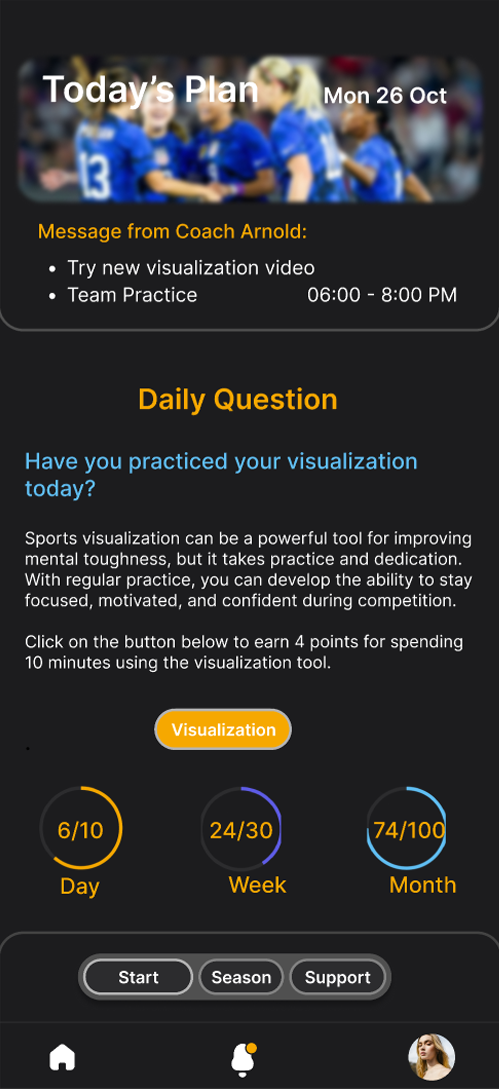 Today's Plan
Mon 26 Oct
13
Message from Coach Arnold:
• Try new visualization video
• Team Practice 06:00 - 8:00 PM
Daily Question
Have you practiced your visualization
today?
Sports visualization can be a powerful tool for improving
mental toughness, but it takes practice and dedication.
With regular practice, you can develop the ability to stay
focused, motivated, and confident during competition.
Click on the button below to earn 4 points for spending
10 minutes using the visualization tool.
Visualization
.
6/10
24/30
74/100
Day
Week
Month
Start
Season
Support